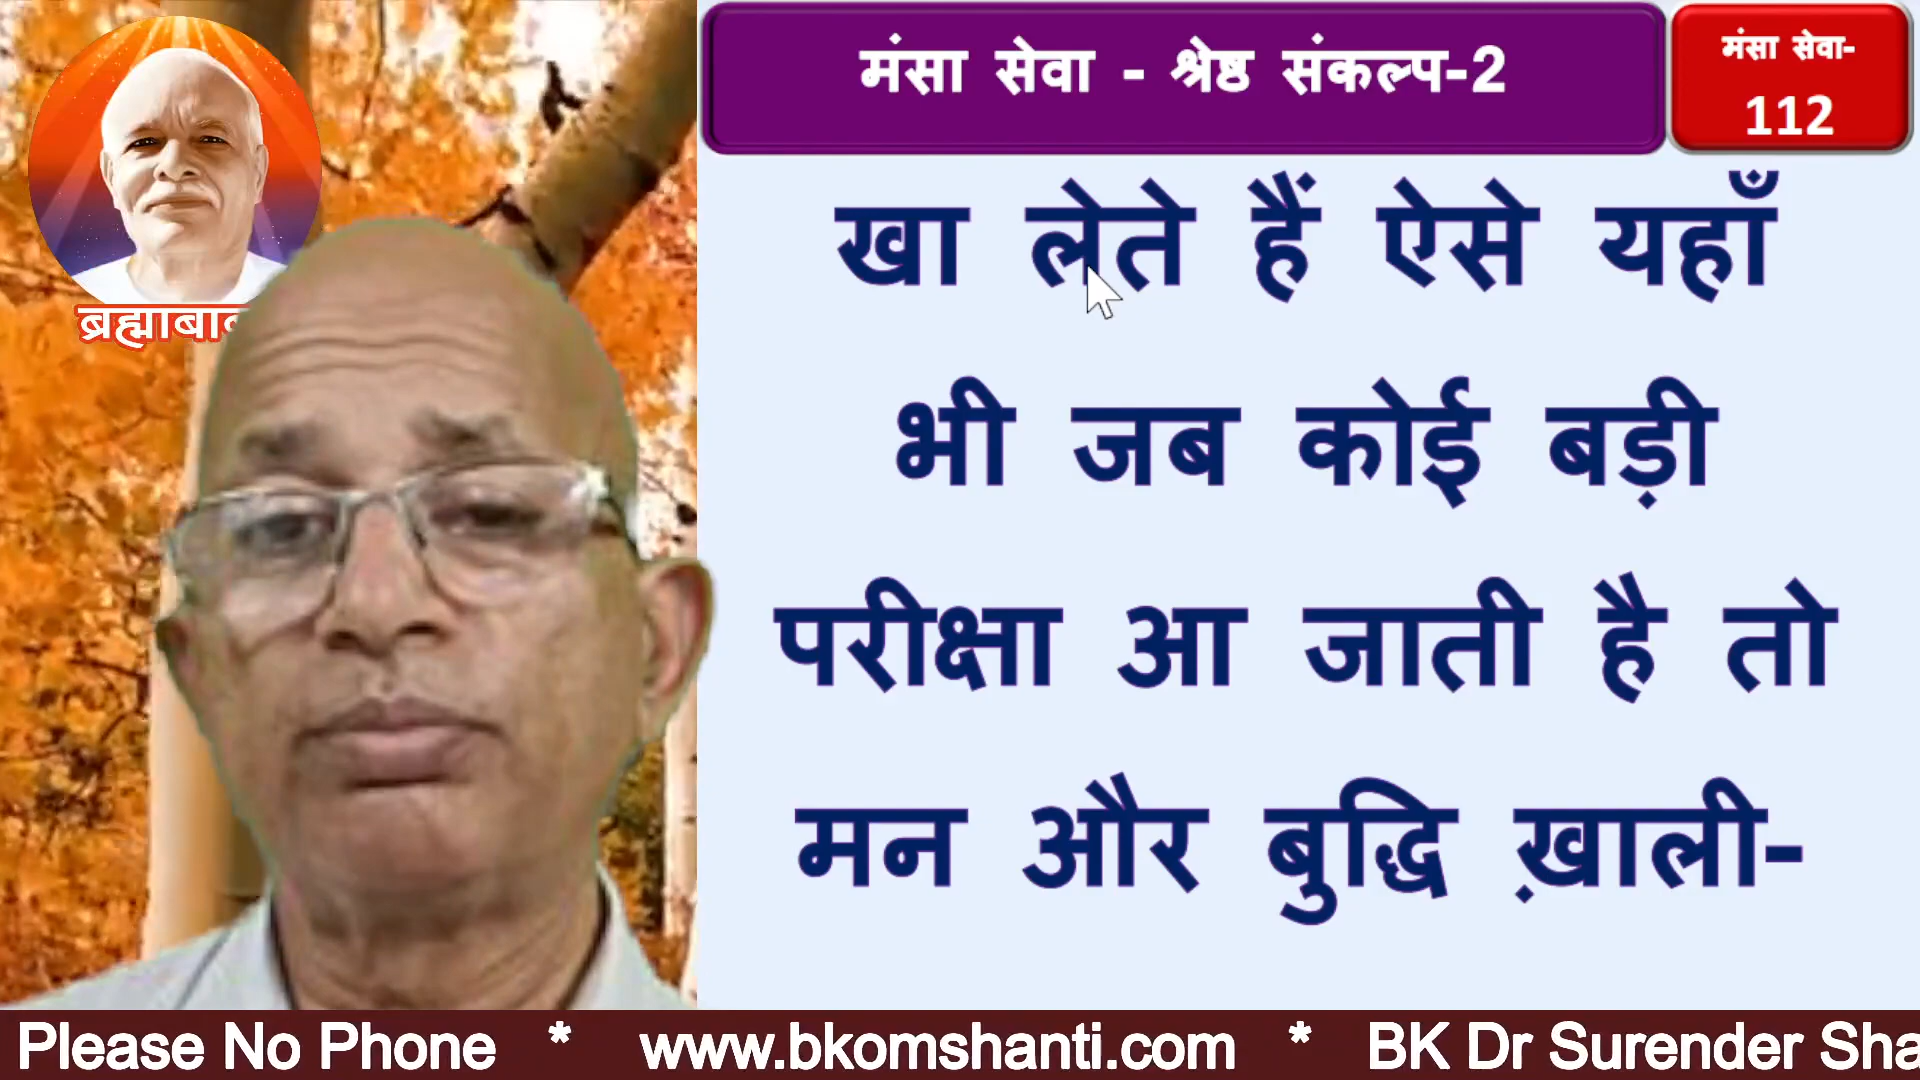 मंसा सेवा - श्रेष्ठ संकल्प-2
मंसा सेवा-
112
खा लेते हैं ऐसे यहाँ
भी जब कोई बड़ी
परीक्षा आ जाती है तो
मन और बुद्धि ख़ाली-
Please No Phone * www.bkomshanti.com * BK Dr Surender